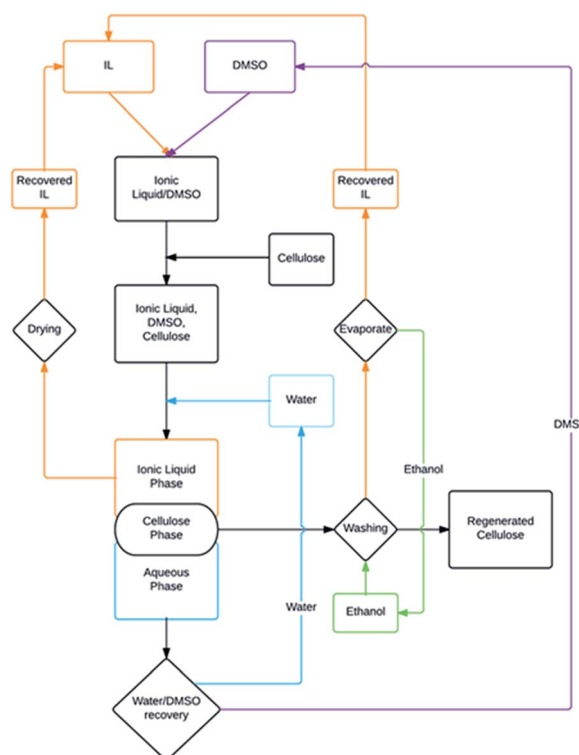 IL
DMSO
Recovered
IL
Ionic
Liquid/DMSO
Recovered
IL
Cellulose
Ionic Liquid,
DMSO,
Cellulose
Drying
Evaporate
Water
DMS
Ionic Liquid
Phase
Ethanol
Cellulose
Phase
Washing
Regenerated
Cellulose
Aqueous
Phase
Water
Ethanol
Water/DMSO
recovery